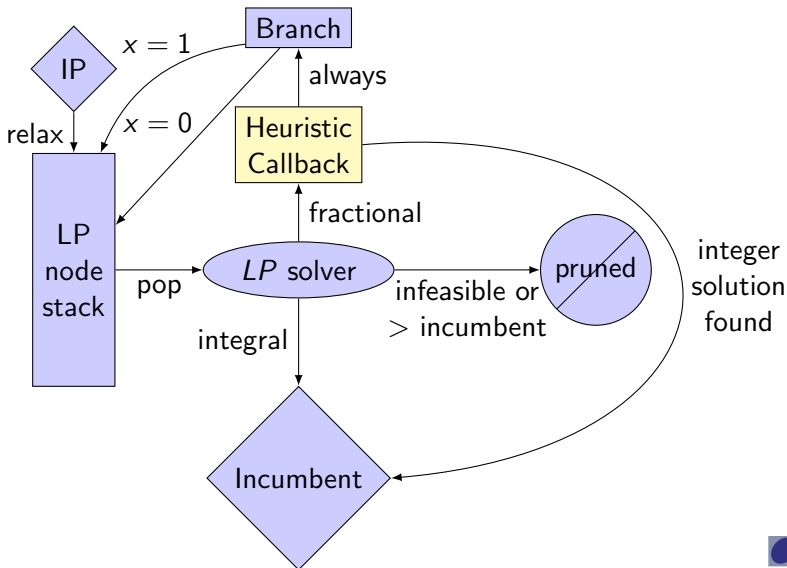 Branch
x = 1
IP
always
x = 0
relax
Heuristic
Callback
fractional
LP
node
stack
pop
LP solver
pruned
infeasible or
> incumbent
integer
solution
found
integral
Incumbent